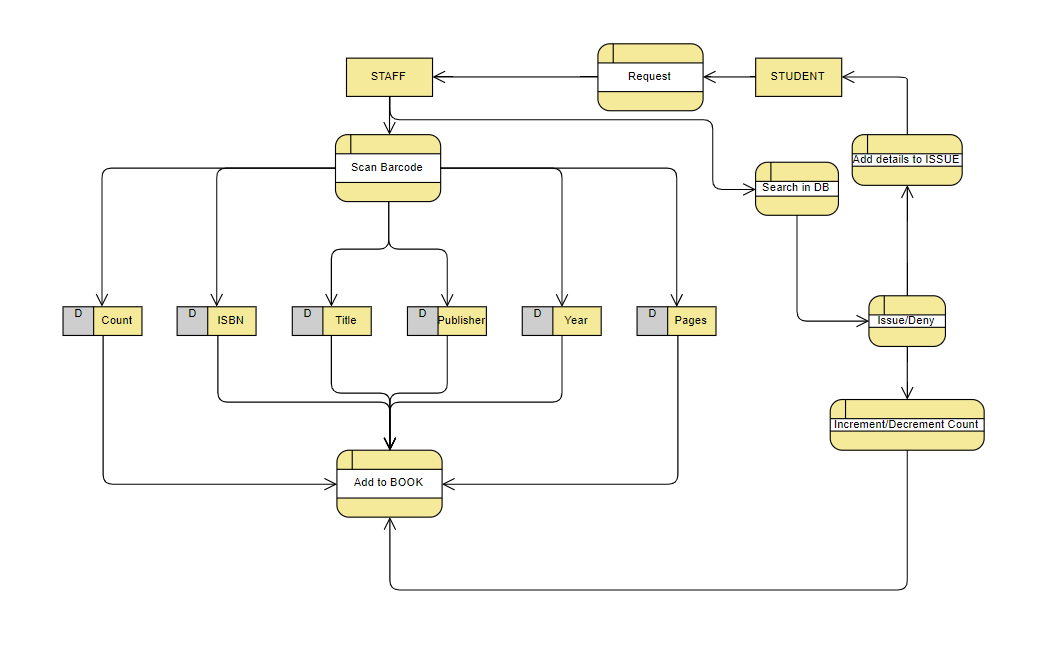 STAFF
Request
STUDENT
Scan Barcode
Add details to ISSUE
Search in DB
D Count
D ISBN
D Title
D Publisher
D Year
D Pages
Issue/Deny
Increment/Decrement Count
Add to BOOK